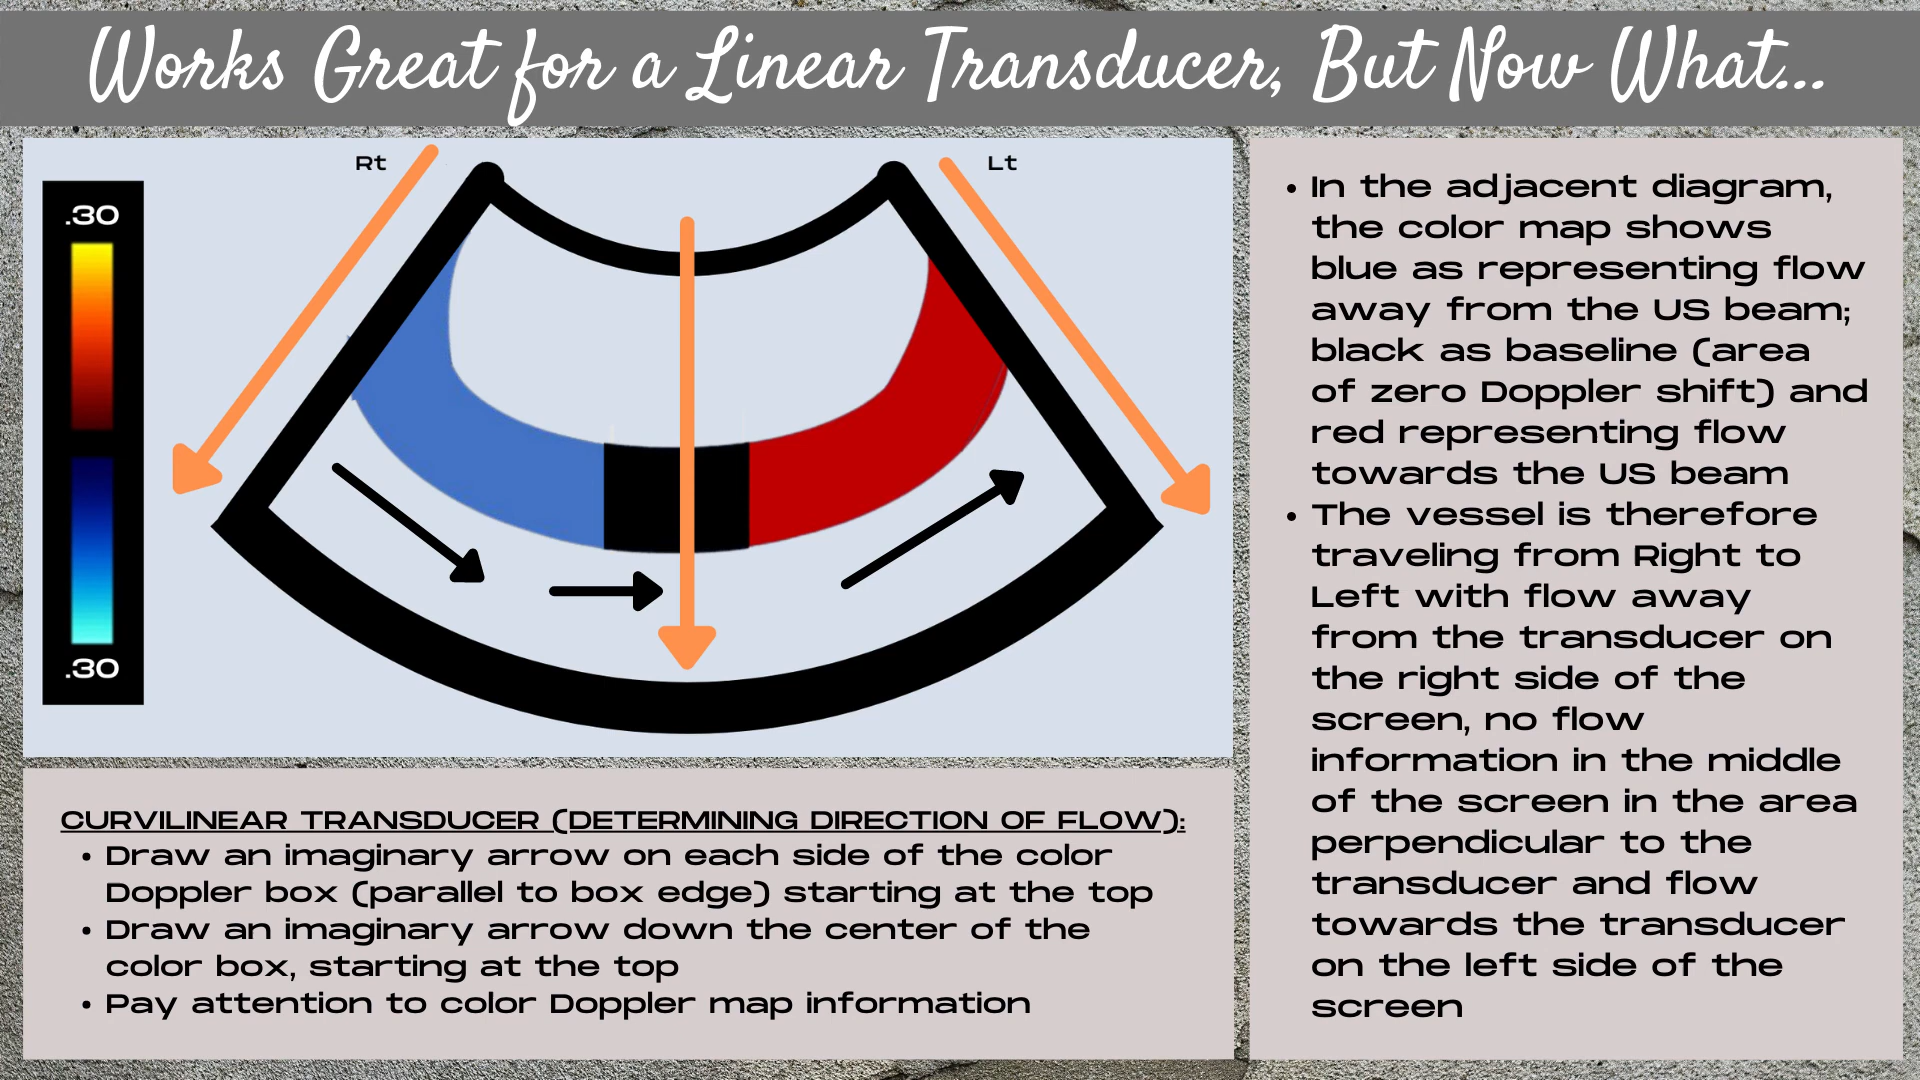 Works Great for a Linear Transducer, But Now What...
Rt
Lt
.30
.30
• In the adjacent diagram,
the color map shows
blue as representing flow
away from the US beam;
black as baseline (area
of zero Doppler shift) and
red representing flow
towards the US beam
• The vessel is therefore
traveling from Right to
Left with flow away
from the transducer on
the right side of the
screen, no flow
information in the middle
of the screen in the area
perpendicular to the
transducer and flow
towards the transducer
on the left side of the
screen
CURVILINEAR TRANSDUCER (DETERMINING DIRECTION OF FLOW):
• Draw an imaginary arrow on each side of the color
Doppler box (parallel to box edge) starting at the top
• Draw an imaginary arrow down the center of the
color box, starting at the top
• Pay attention to color Doppler map information